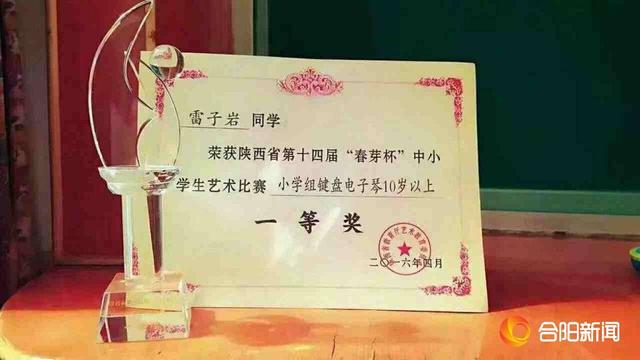 雷子岩 同学
荣获陕西省第十四届“春芽杯”中小
学生艺术比赛 小学组键盘电子琴10岁以上
一等奖
二○一六年四月
合阳新闻